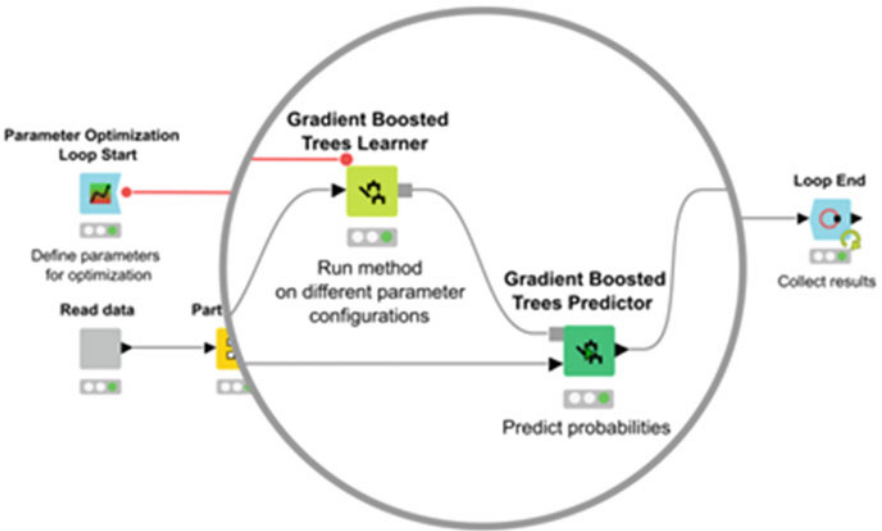 Parameter Optimization
Loop Start
Define parameters
for optimization
Read data
Part
Gradient Boosted
Trees Learner
Run method
on different parameter
configurations
Gradient Boosted
Trees Predictor
Predict probabilities
Loop End
Collect results